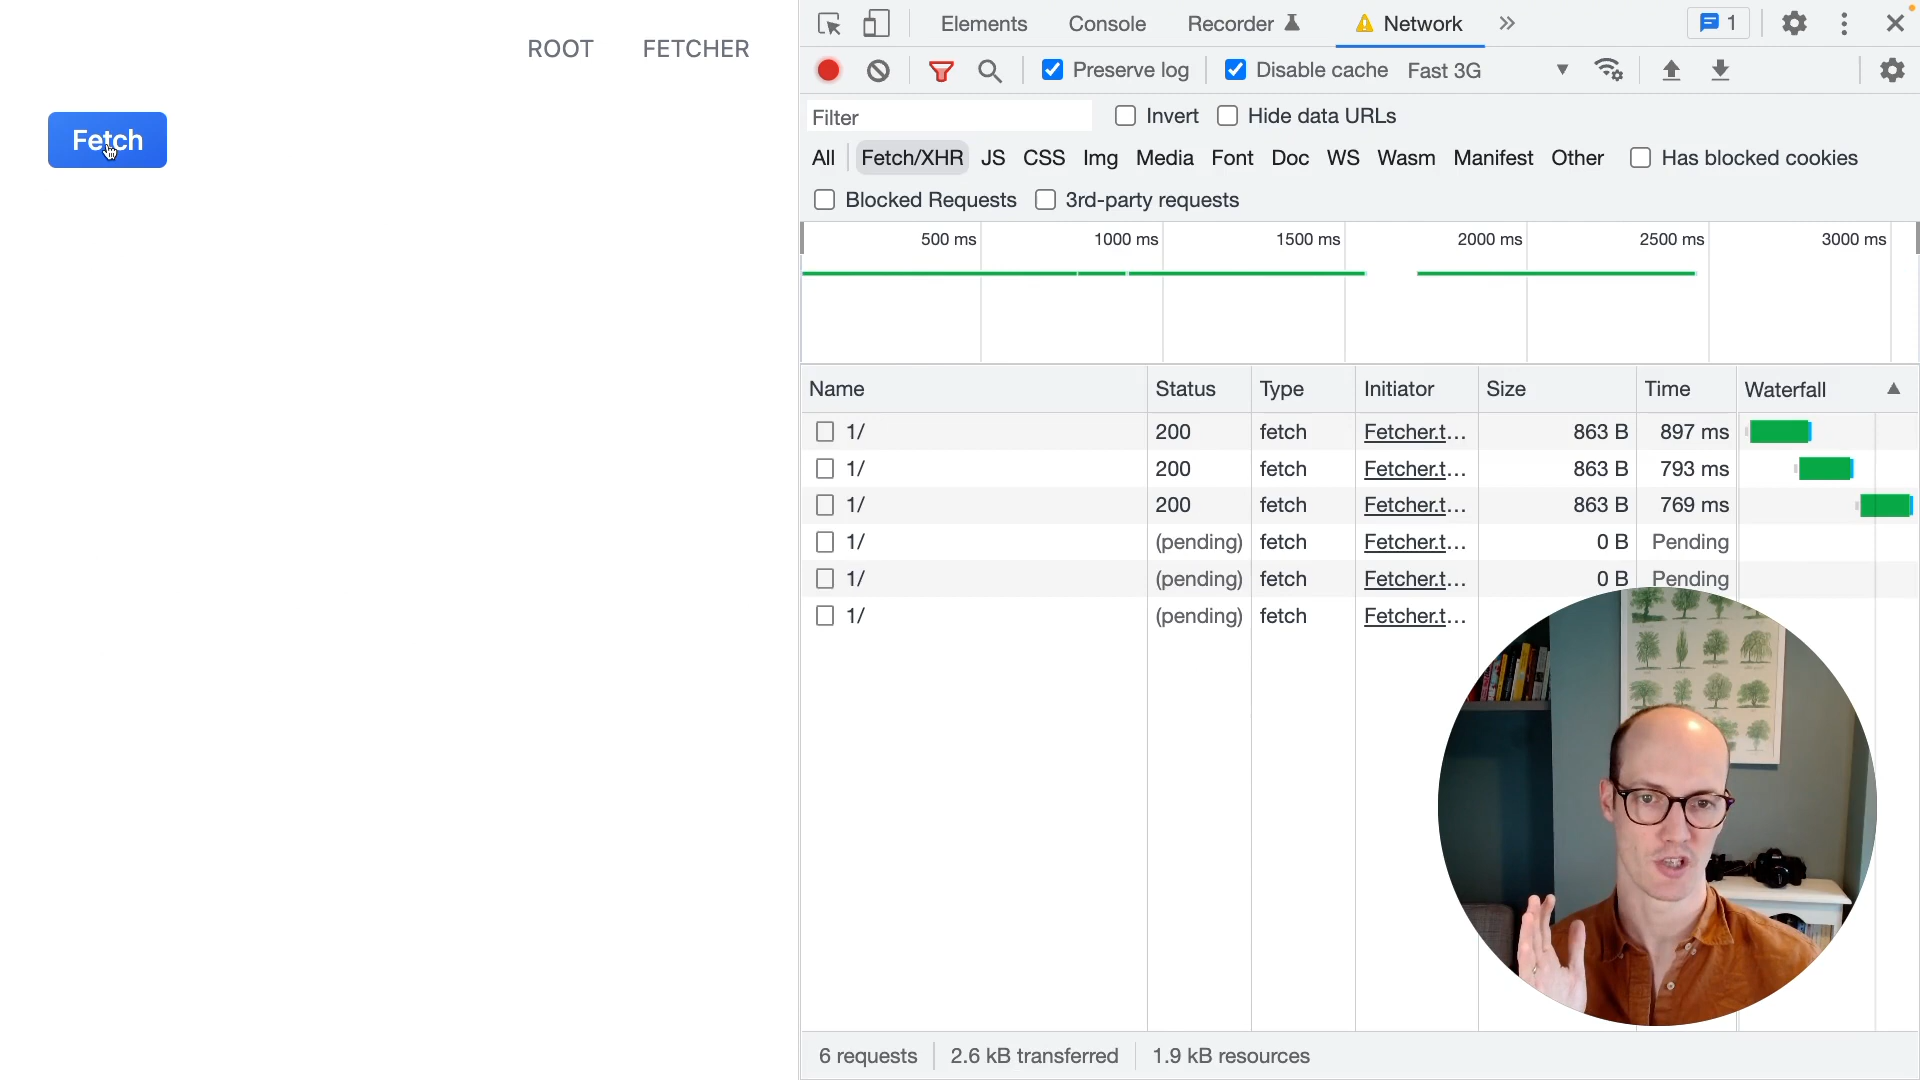 ROOT FETCHER
Fetch
Elements Console Recorder Network 1
Preserve log Disable cache Fast 3G
Filter Invert Hide data URLs
All Fetch/XHR JS CSS Img Media Font Doc WS Wasm Manifest Other Has blocked cookies
Blocked Requests 3rd-party requests
500 ms 1000 ms 1500 ms 2000 ms 2500 ms 3000 ms
Name Status Type Initiator Size Time Waterfall
1/ 200 fetch Fetcher.t... 863 B 897 ms
1/ 200 fetch Fetcher.t... 863 B 793 ms
1/ 200 fetch Fetcher.t... 863 B 769 ms
1/ (pending) fetch Fetcher.t... 0 B Pending
1/ (pending) fetch Fetcher.t... 0 B Pending
1/ (pending) fetch Fetcher.t...
6 requests 2.6 kB transferred 1.9 kB resources